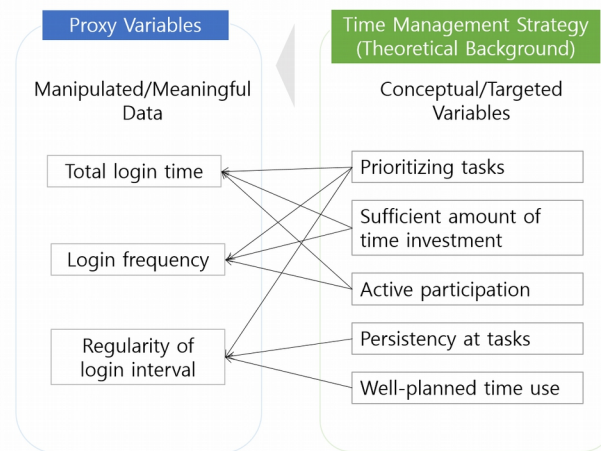 Proxy Variables
Manipulated/Meaningful
Data
Total login time
Login frequency
Regularity of
login interval
Time Management Strategy
(Theoretical Background)
Conceptual/Targeted
Variables
Prioritizing tasks
Sufficient amount of
time investment
Active participation
Persistency at tasks
Well-planned time use